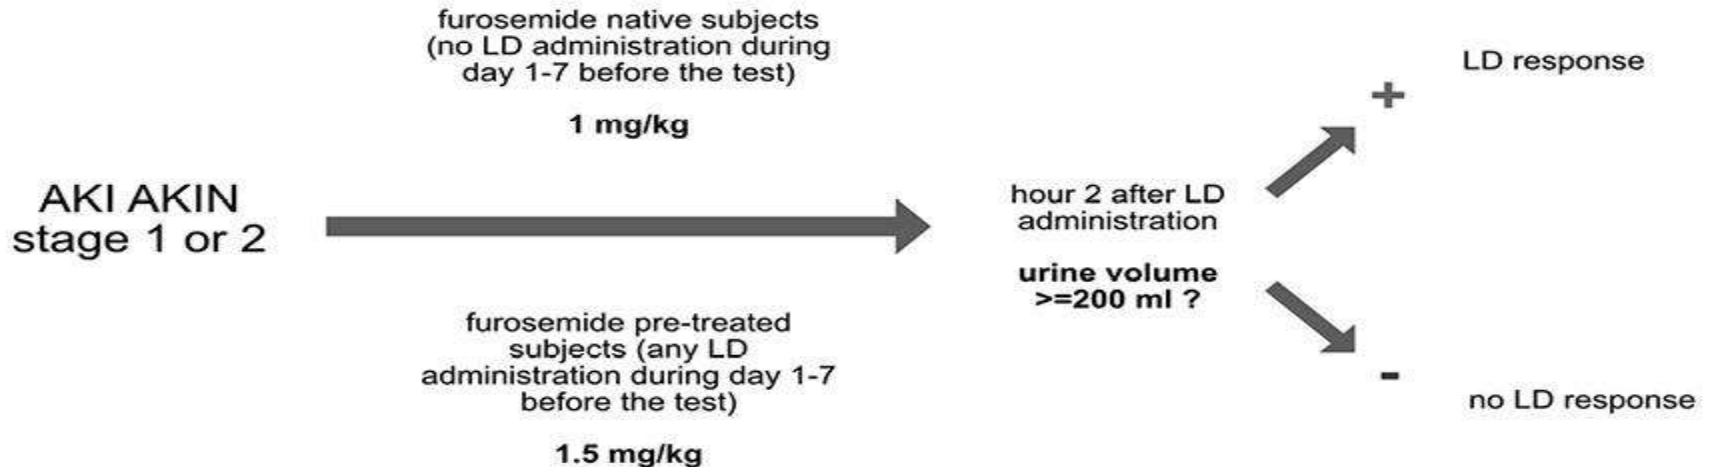 furosemide native subjects
(no LD administration during
day 1-7 before the test)
1 mg/kg
AKI AKIN
stage 1 or 2
furosemide pre-treated
subjects (any LD
administration during day 1-7
before the test)
1.5 mg/kg
hour 2 after LD
administration
urine volume
>=200 ml ?
+
LD response
-
no LD response